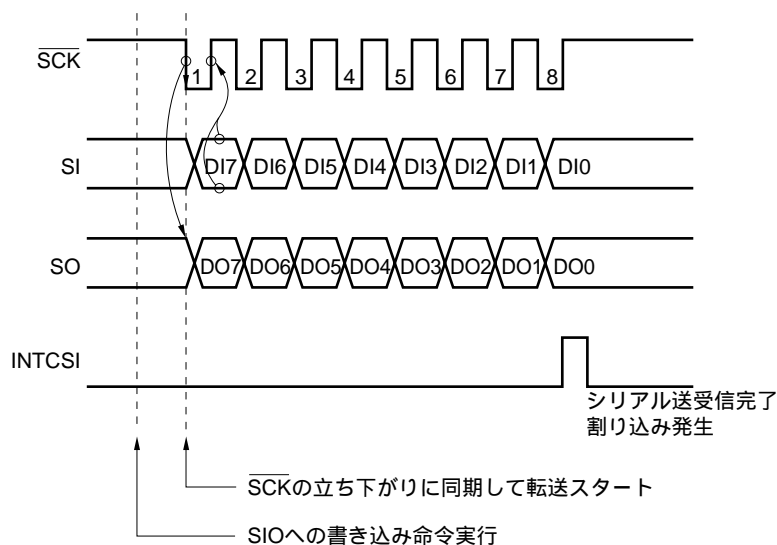 SCK
1 2 3 4 5 6 7 8
SI
DI7 DI6 DI5 DI4 DI3 DI2 DI1 DI0
SO
DO7 DO6 DO5 DO4 DO3 DO2 DO1 DO0
INTCSI
シリアル送受信完了
割り込み発生
SCKの立ち下がりに同期して転送スタート
SIOへの書き込み命令実行